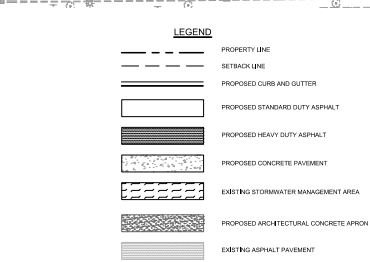 LEGEND
PROPERTY LINE
SETBACK LINE
PROPOSED CURB AND GUTTER
PROPOSED STANDARD DUTY ASPHALT
PROPOSED HEAVY DUTY ASPHALT
PROPOSED CONCRETE PAVEMENT
EXISTING STORMWATER MANAGEMENT AREA
PROPOSED ARCHITECTURAL CONCRETE APRON
EXISTING ASPHALT PAVEMENT